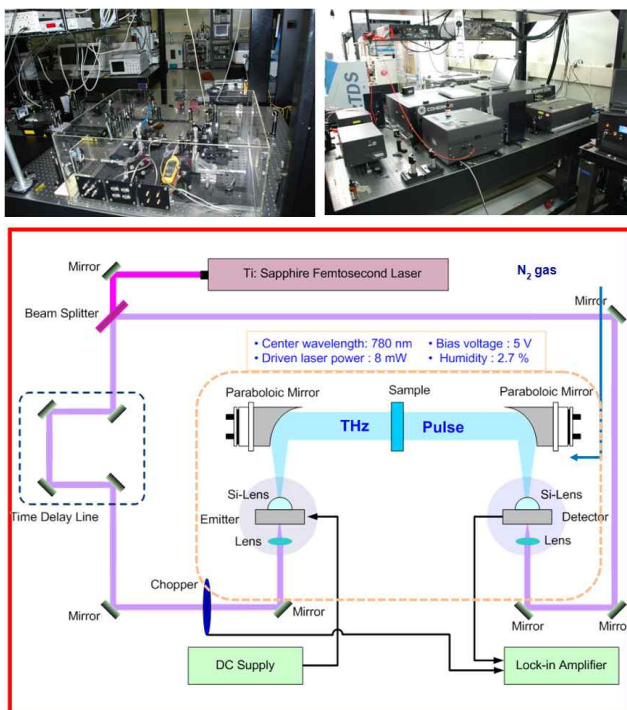 TDS
COHERENT
Mirror
Ti: Sapphire Femtosecond Laser
N2 gas
Mirror
Beam Splitter
• Center wavelength: 780 nm
• Bias voltage : 5 V
• Driven laser power : 8 mW
• Humidity : 2.7 %
Paraboloic Mirror
Sample
Paraboloic Mirror
THz
Pulse
Si-Lens
Si-Lens
Emitter
Detector
Time Delay Line
Lens
Lens
Chopper
Mirror
Mirror
Mirror
Mirror
DC Supply
Lock-in Amplifier